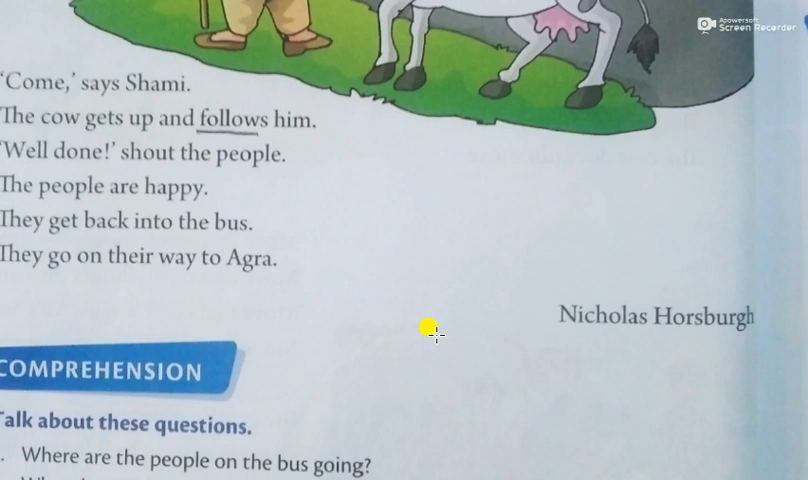 Apowersoft
Screen Recorder
'Come,' says Shami.
The cow gets up and follows him.
'Well done!' shout the people.
The people are happy.
They get back into the bus.
They go on their way to Agra.
Nicholas Horsburgh
COMPREHENSION
Talk about these questions.
. Where are the people on the bus going?